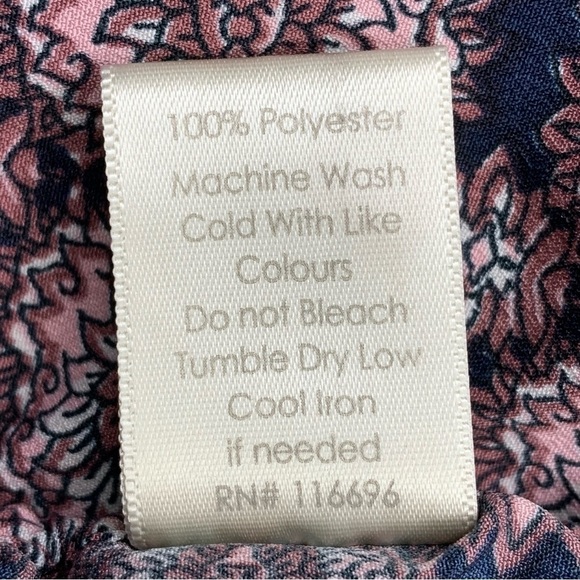 100% Polyester
Machine Wash
Cold With Like
Colours
Do not Bleach
Tumble Dry Low
Cool Iron
if needed
RN# 116696